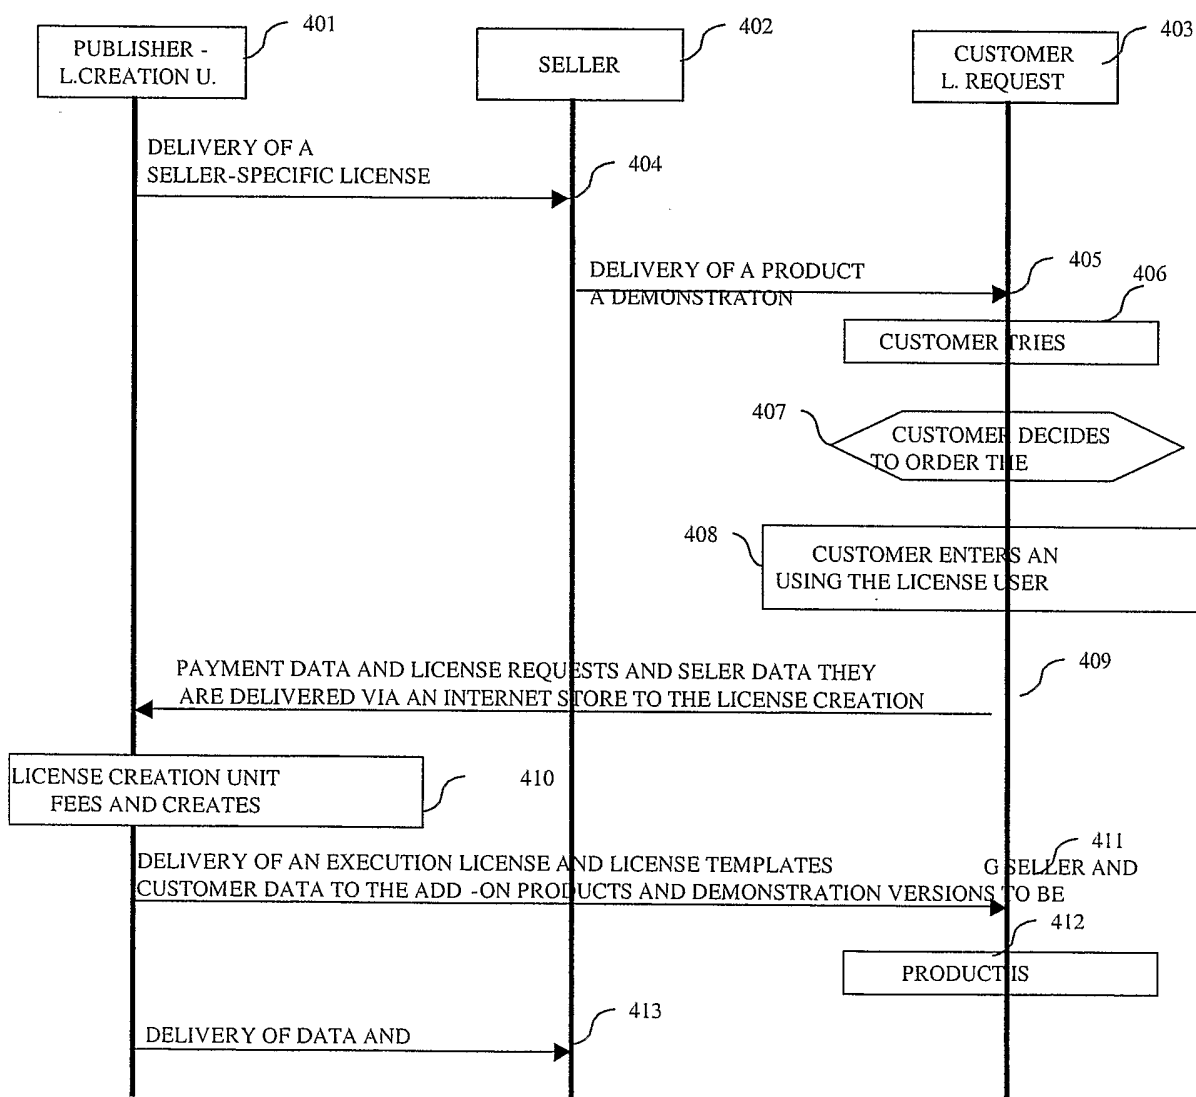 401
PUBLISHER -
L.CREATION U.
402
SELLER
403
CUSTOMER
L. REQUEST
DELIVERY OF A
SELLER-SPECIFIC LICENSE
404
DELIVERY OF A PRODUCT
A DEMONSTRATON
405
406
CUSTOMER TRIES
407
CUSTOMER DECIDES
TO ORDER THE
408
CUSTOMER ENTERS AN
USING THE LICENSE USER
PAYMENT DATA AND LICENSE REQUESTS AND SELER DATA THEY
ARE DELIVERED VIA AN INTERNET STORE TO THE LICENSE CREATION
409
LICENSE CREATION UNIT
FEES AND CREATES
410
411
DELIVERY OF AN EXECUTION LICENSE AND LICENSE TEMPLATES G SELLER AND
CUSTOMER DATA TO THE ADD -ON PRODUCTS AND DEMONSTRATION VERSIONS TO BE
412
PRODUCT IS
DELIVERY OF DATA AND
413